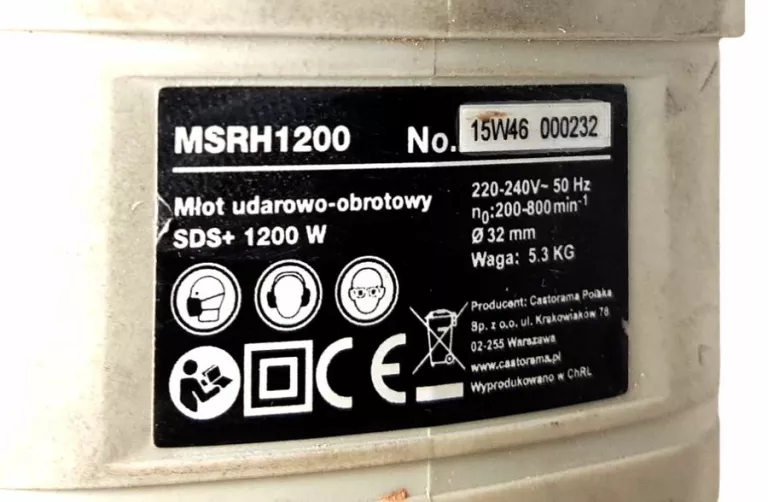 MSRH1200 No. 15W46 000232
Młot udarowo-obrotowy
SDS+ 1200 W
220-240V~ 50 Hz
n0:200-800min-1
Ø 32 mm
Waga: 5.3 KG
Producent: Castorama Polska
Sp. z o.o. ul. Krakowiaków 78
02-255 Warszawa
www.castorama.pl
Wyprodukowano w ChRL
CE